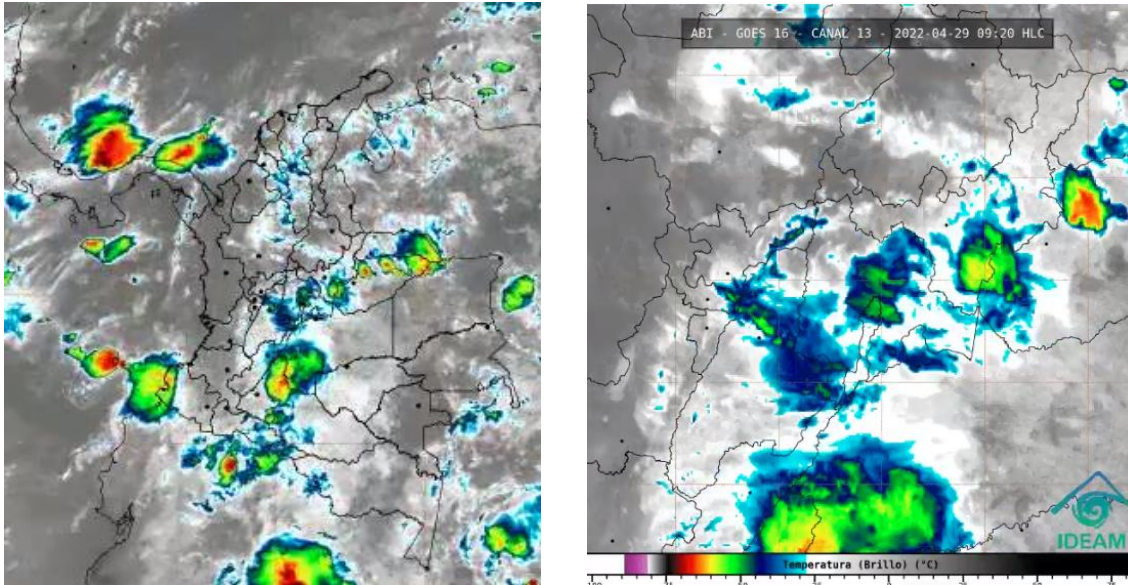 ABI - GOES 16 - CANAL 13 - 2022-04-29 09:20 HLC
IDEAM
Temperatura (Brillo) (°C)